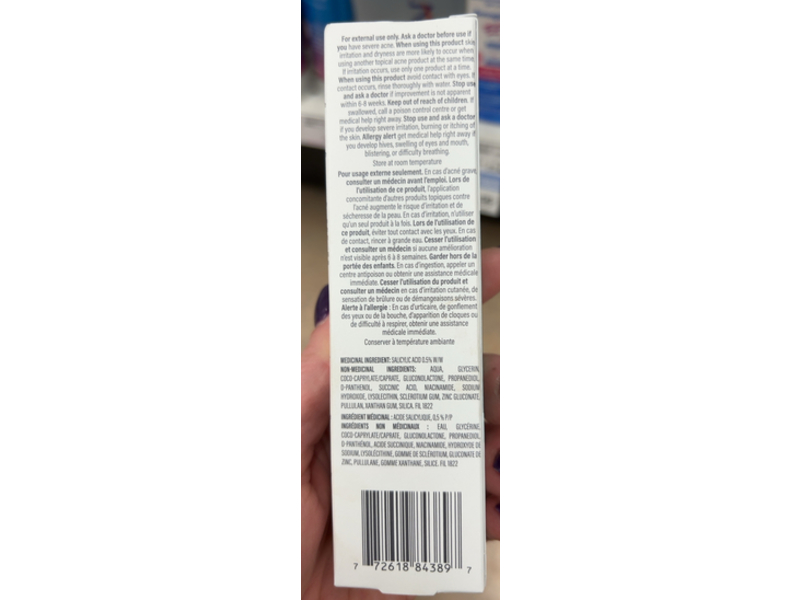 For external use only. Ask a doctor before use if
you have severe acne. When using this product skin
irritation and dryness are more likely to occur when
using another topical acne product at the same time.
If irritation occurs, use only one product at a time.
When using this product avoid contact with eyes. If
contact occurs, rinse thoroughly with water. Stop use
and ask a doctor if improvement is not apparent
within 6-8 weeks. Keep out of reach of children. If
swallowed, call a poison control centre or get
medical help right away. Stop use and ask a doctor
if you develop severe irritation, burning or itching of
the skin. Allergy alert get medical help right away if
you develop hives, swelling of eyes and mouth,
blistering, or difficulty breathing.
Store at room temperature
Pour usage externe seulement. En cas d'acné grave,
consulter un médecin avant l'emploi. Lors de
l'utilisation de ce produit, l'application
concomitante d'autres produits topiques contre
l'acné augmente le risque d'irritation et de
sécheresse de la peau. En cas d'irritation, n'utiliser
qu'un seul produit à la fois. Lors de l'utilisation de
ce produit, éviter tout contact avec les yeux. En cas
de contact, rincer à grande eau. Cesser l'utilisation
et consulter un médecin si aucune amélioration
n'est visible après 6 à 8 semaines. Garder hors de la
portée des enfants. En cas d'ingestion, appeler un
centre antipoison ou obtenir une assistance médicale
immédiate. Cesser l'utilisation du produit et
consulter un médecin en cas d'irritation cutanée, de
sensation de brûlure ou de démangeaisons sévères.
Alerte à l'allergie : En cas d'urticaire, de gonflement
des yeux ou de la bouche, d'apparition de cloques ou
de difficulté à respirer, obtenir une assistance
médicale immédiate.
Conserver à température ambiante
MEDICINAL INGREDIENT: SALICYLIC ACID 0.5% W/W
NON-MEDICINAL INGREDIENTS: AQUA, GLYCERIN,
COCO-CAPRYLATE/CAPRATE, GLUCONOLACTONE, PROPANEDIOL,
D-PANTHENOL, SUCCINIC ACID, NIACINAMIDE, SODIUM
HYDROXIDE, LYSOLECITHIN, SCLEROTIUM GUM, ZINC GLUCONATE,
PULLULAN, XANTHAN GUM, SILICA. FIL 1822
INGRÉDIENT MÉDICINAL : ACIDE SALICYLIQUE, 0,5 % P/P
INGRÉDIENTS NON MÉDICINAUX : EAU, GLYCÉRINE,
COCO-CAPRYLATE/CAPRATE, GLUCONOLACTONE, PROPANEDIOL,
D-PANTHÉNOL, ACIDE SUCCINIQUE, NIACINAMIDE, HYDROXYDE DE
SODIUM, LYSOLÉCITHINE, GOMME DE SCLÉROTIUM, GLUCONATE DE
ZINC, PULLULANE, GOMME XANTHANE, SILICE. FIL 1822
7 72618 84389 7